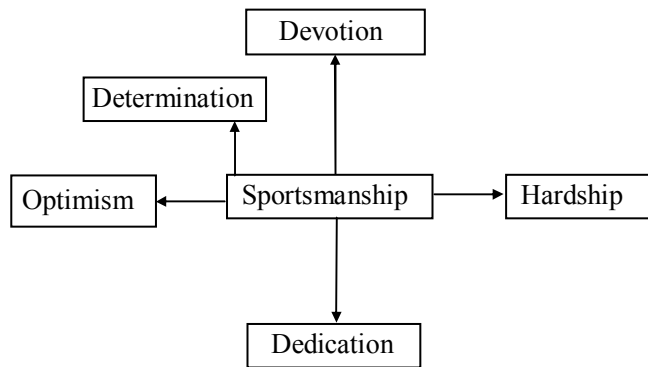 Devotion
Determination
Optimism
Sportsmanship
Hardship
Dedication